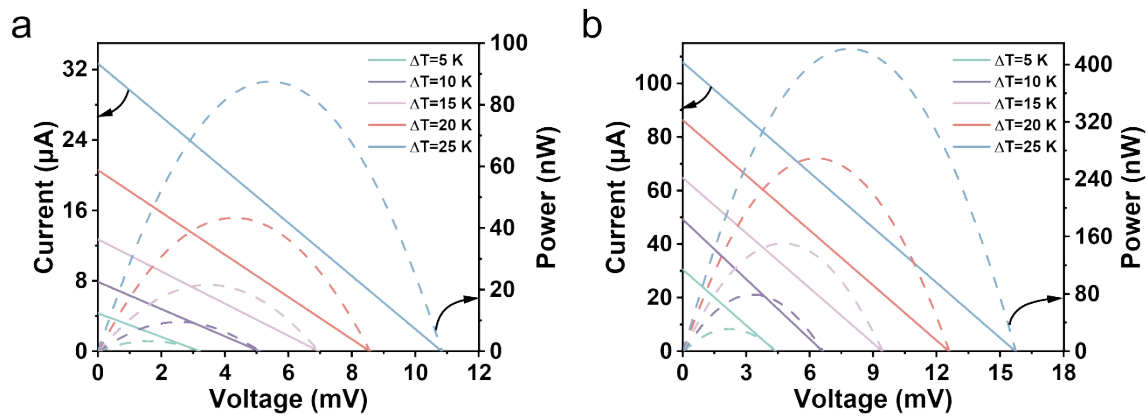 a
Current (μA)
32
24
16
8
0
0
2
4
6
8
10
12
Voltage (mV)
100
80
60
40
20
0
Power (nW)
ΔT=5 K
ΔT=10 K
ΔT=15 K
ΔT=20 K
ΔT=25 K
b
Current (μA)
100
80
60
40
20
0
0
3
6
9
12
15
18
Voltage (mV)
400
320
240
160
80
0
Power (nW)
ΔT=5 K
ΔT=10 K
ΔT=15 K
ΔT=20 K
ΔT=25 K